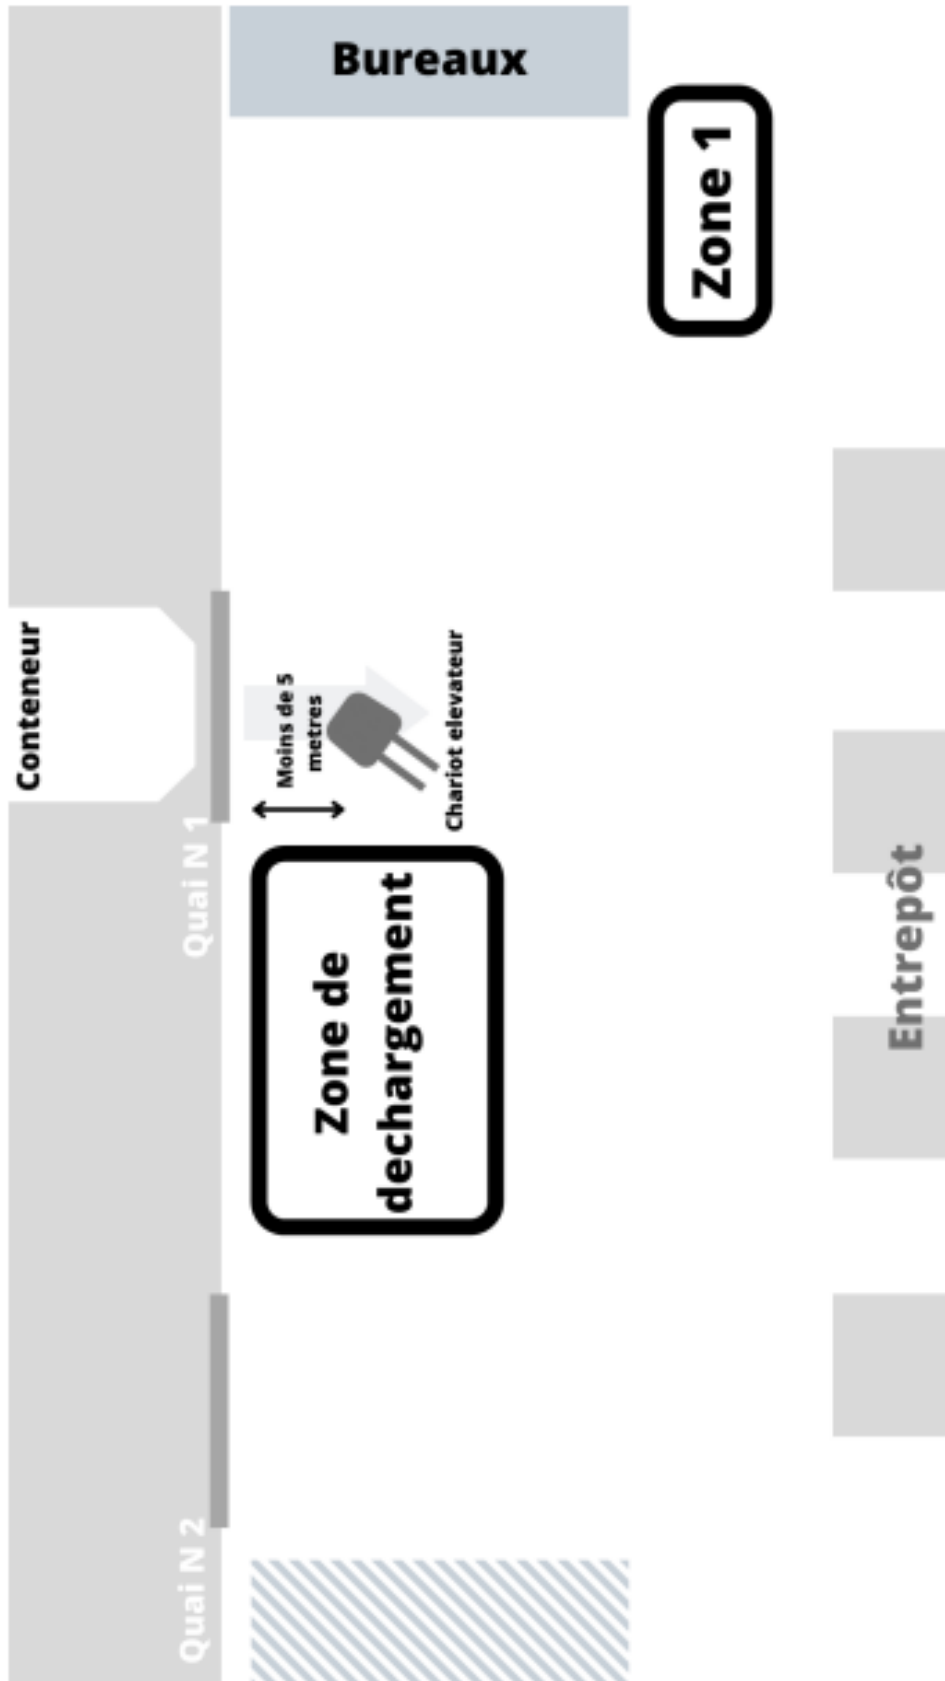 Bureaux
Zone 1
Conteneur
Quai N 1
Moins de 5
metres
Chariot elevateur
Zone de
dechargement
Entrepôt
Quai N 2